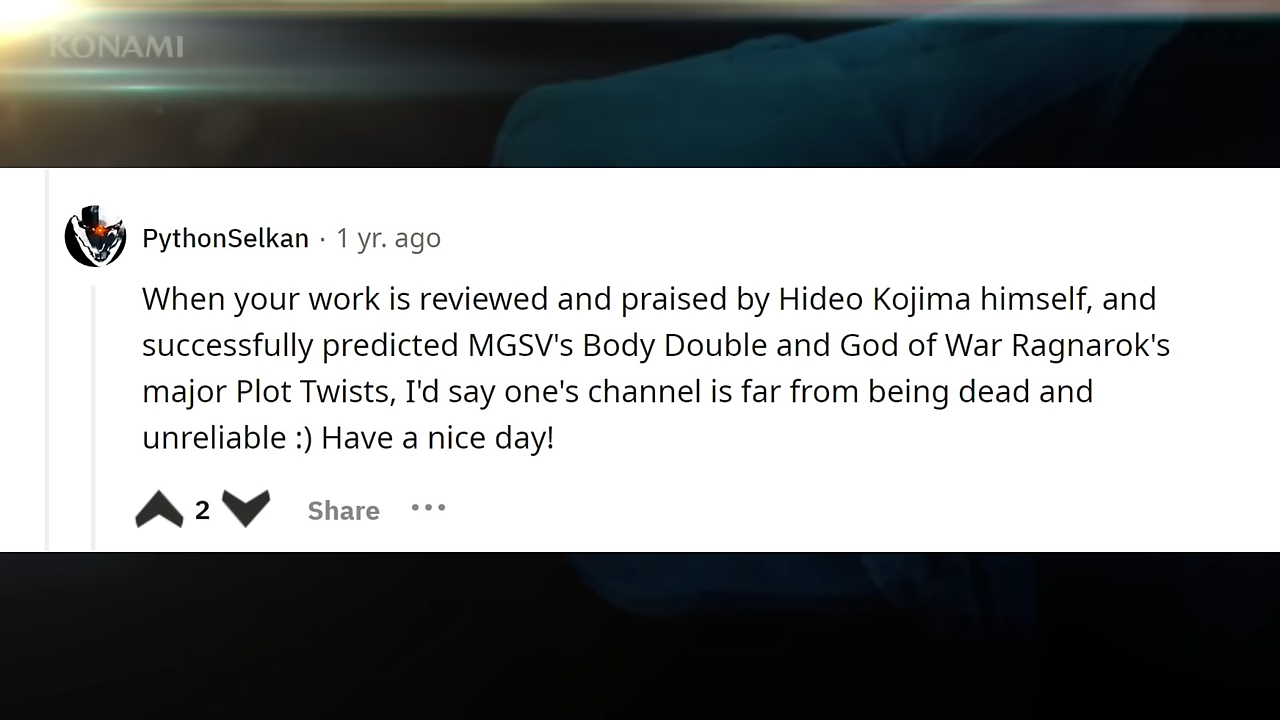 KONAMI
PythonSelkan · 1 yr. ago
When your work is reviewed and praised by Hideo Kojima himself, and
successfully predicted MGSV's Body Double and God of War Ragnarok's
major Plot Twists, I'd say one's channel is far from being dead and
unreliable :) Have a nice day!
2 Share ···